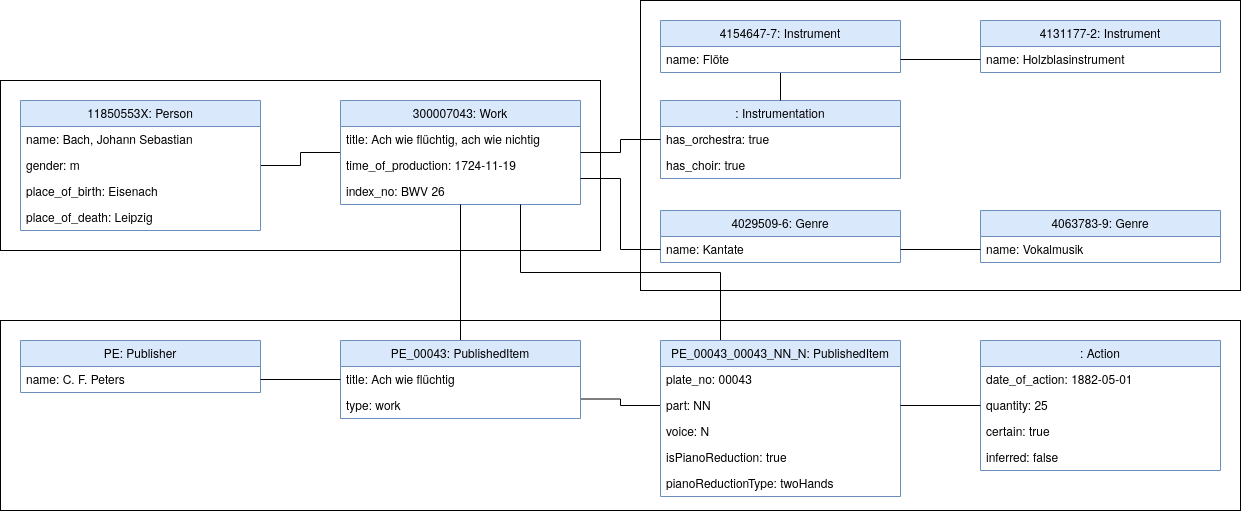 4154647-7: Instrument
name: Flöte
4131177-2: Instrument
name: Holzblasinstrument
11850553X: Person
name: Bach, Johann Sebastian
gender: m
place_of_birth: Eisenach
place_of_death: Leipzig
300007043: Work
title: Ach wie flüchtig, ach wie nichtig
time_of_production: 1724-11-19
index_no: BWV 26
: Instrumentation
has_orchestra: true
has_choir: true
4029509-6: Genre
name: Kantate
4063783-9: Genre
name: Vokalmusik
PE: Publisher
name: C. F. Peters
PE_00043: PublishedItem
title: Ach wie flüchtig
type: work
PE_00043_00043_NN_N: PublishedItem
plate_no: 00043
part: NN
voice: N
isPianoReduction: true
pianoReductionType: twoHands
: Action
date_of_action: 1882-05-01
quantity: 25
certain: true
inferred: false